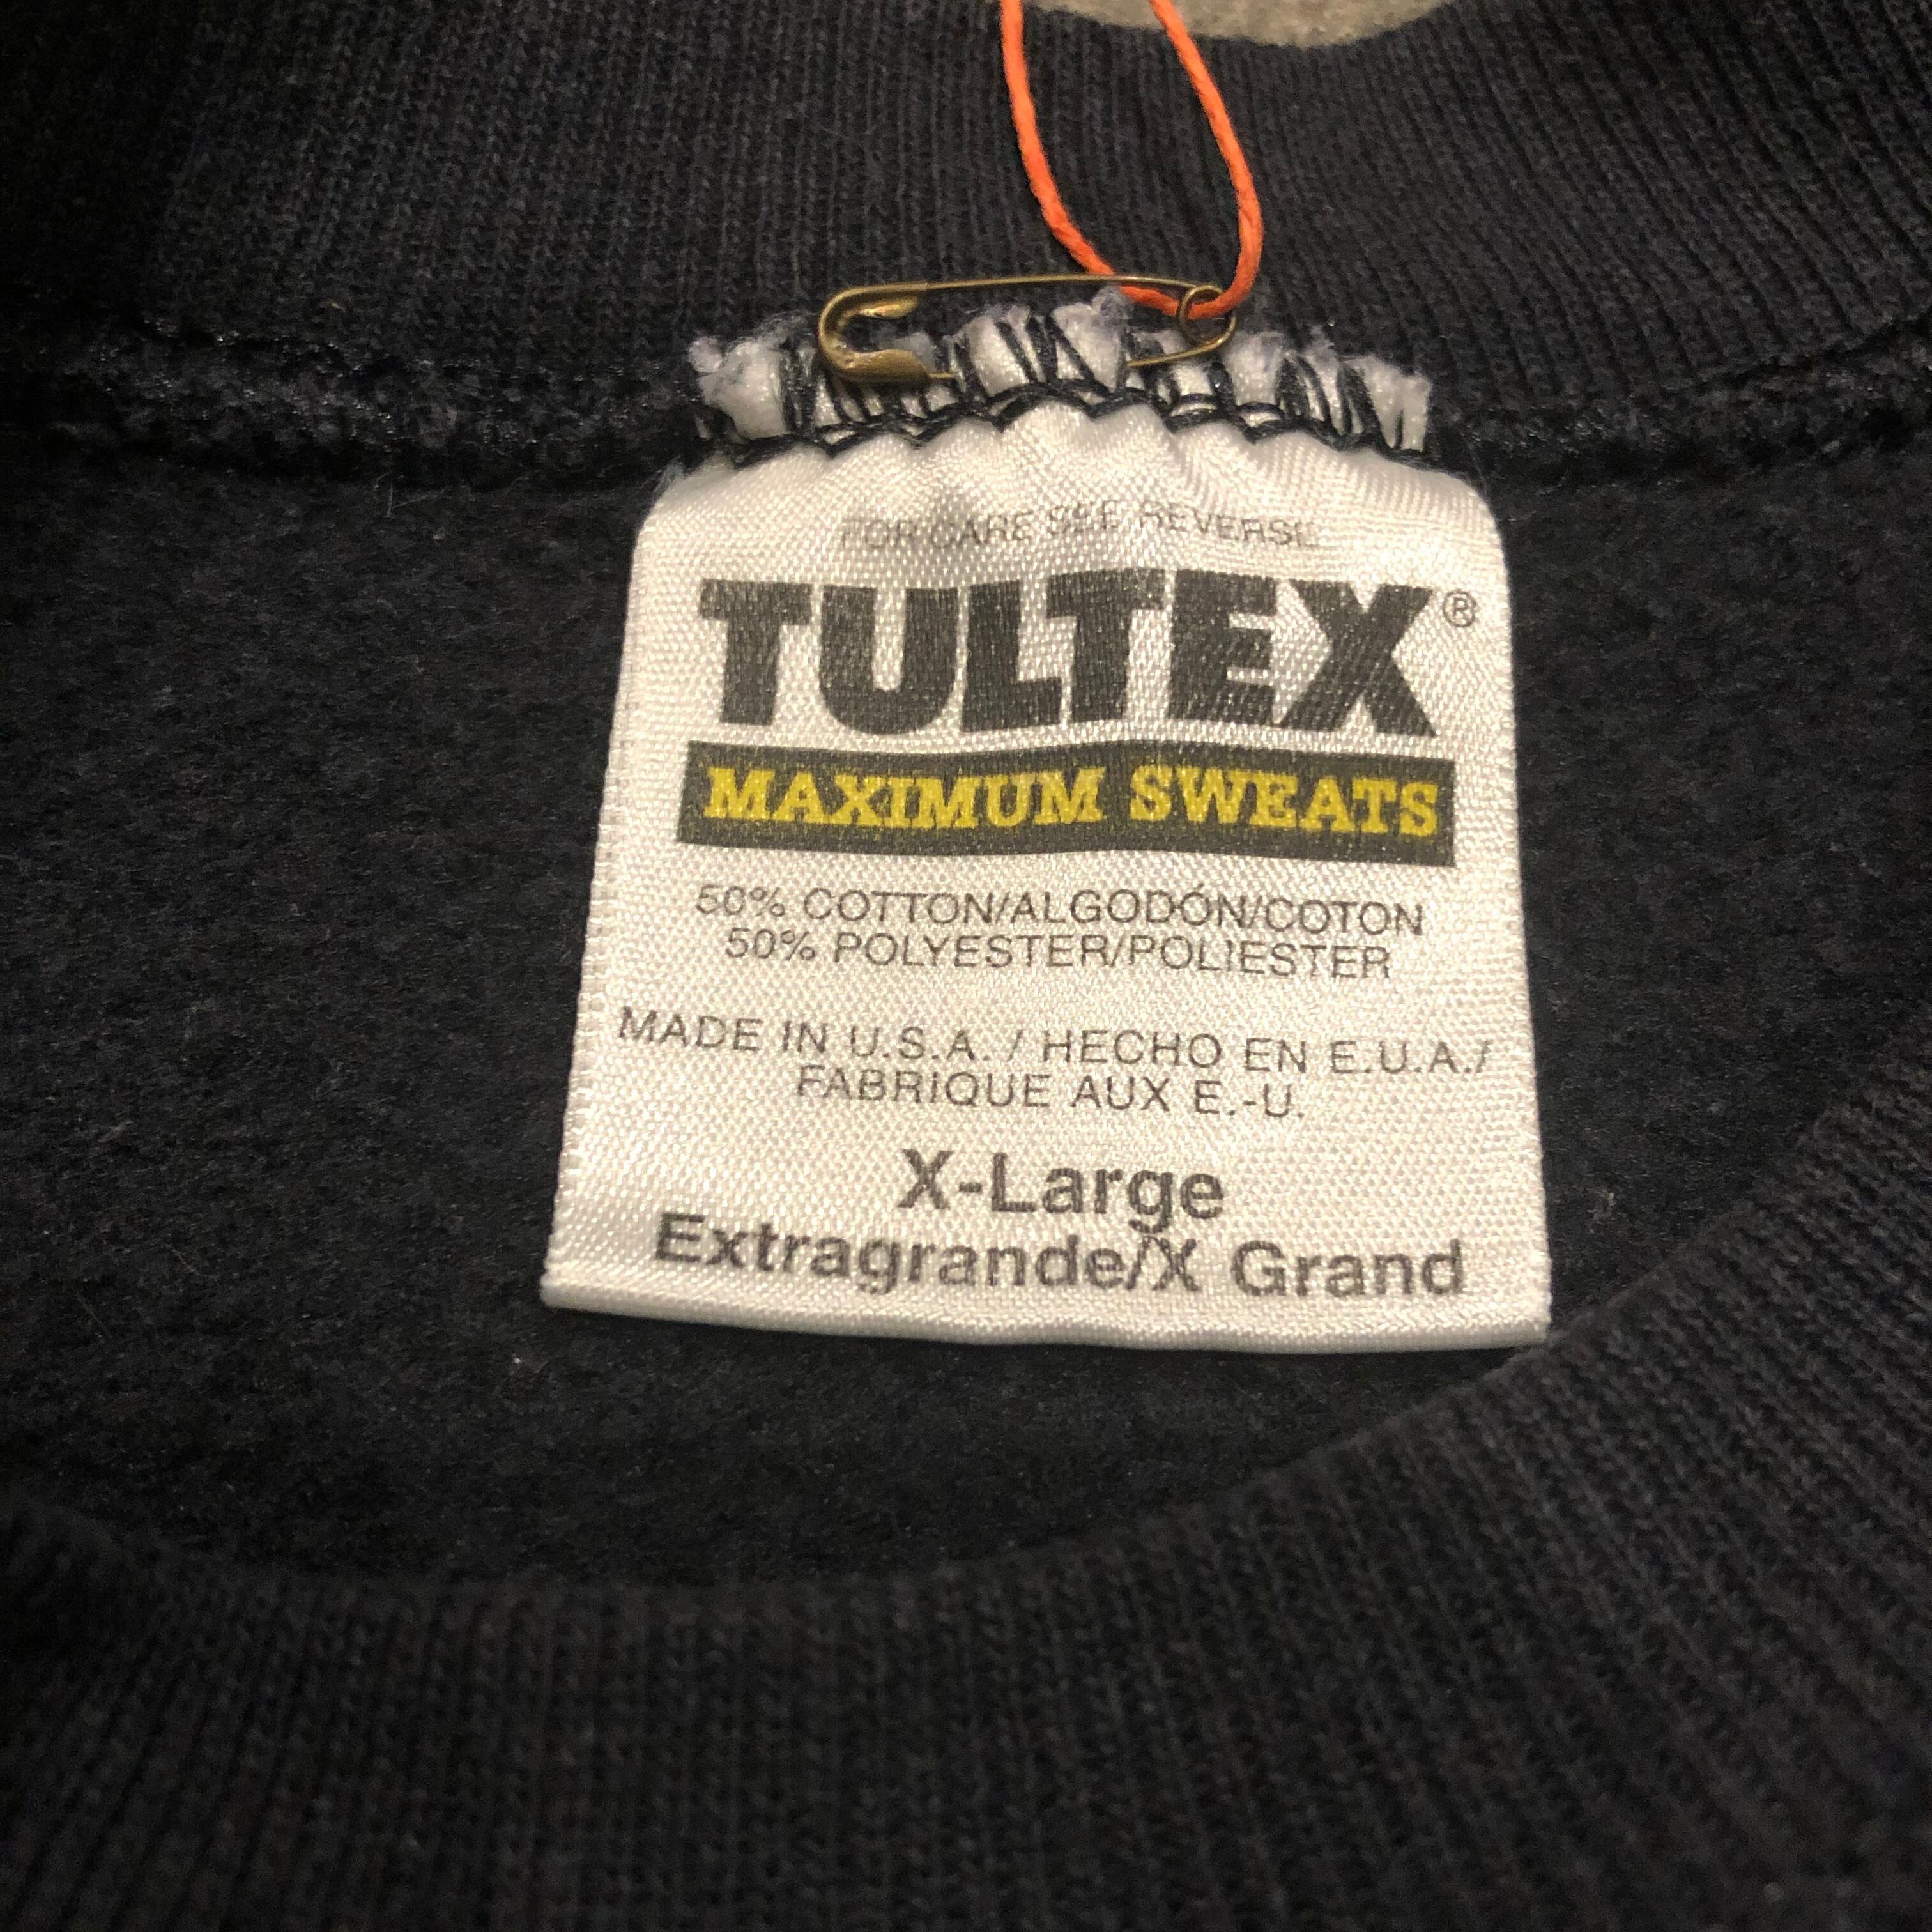 FOR CARE SEE REVERSE
TULTEX®
MAXIMUM SWEATS
50% COTTON/ALGODÓN/COTON
50% POLYESTER/POLIESTER
MADE IN U.S.A. / HECHO EN E.U.A./
FABRIQUE AUX E.-U.
X-Large
Extragrande/X Grand